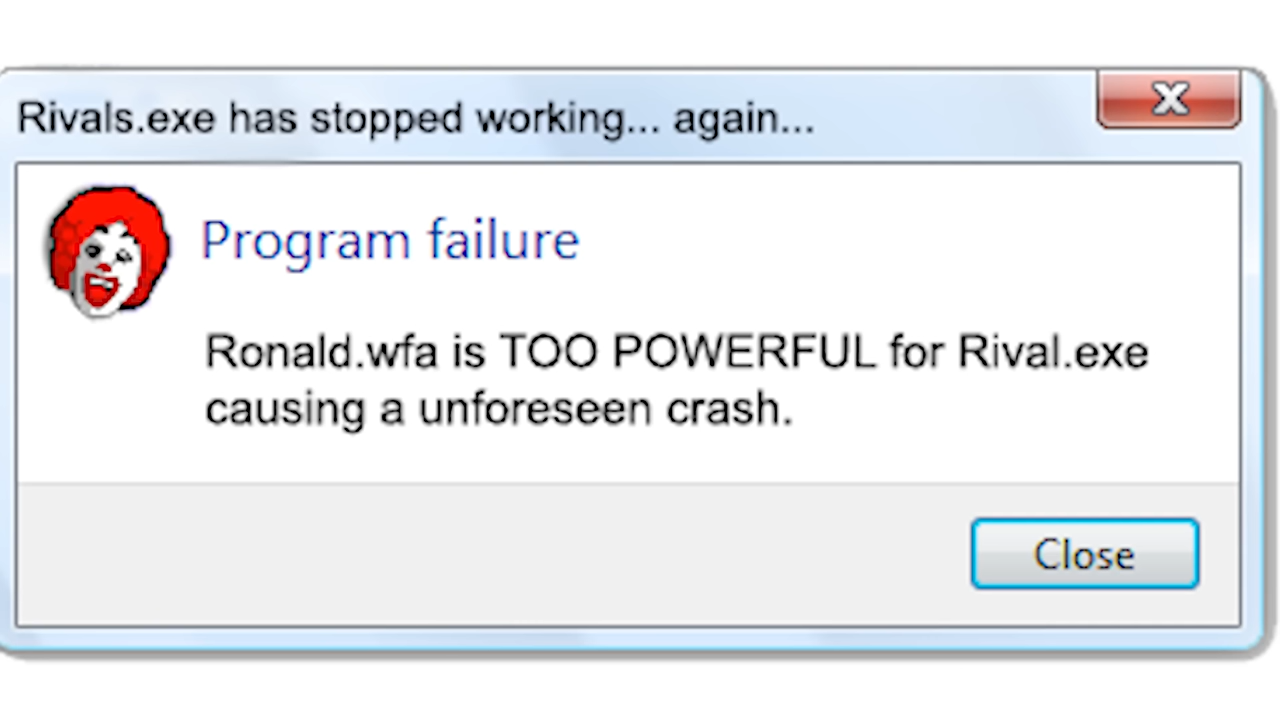 Rivals.exe has stopped working... again...
Program failure
Ronald.wfa is TOO POWERFUL for Rival.exe
causing a unforeseen crash.
Close